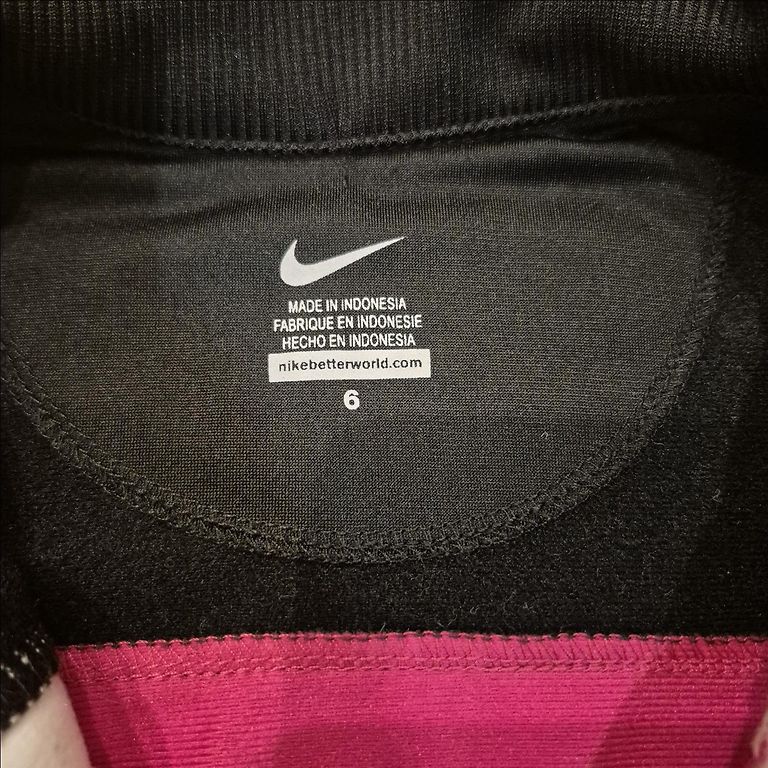 MADE IN INDONESIA
FABRIQUE EN INDONESIE
HECHO EN INDONESIA
nikebetterworld.com
6